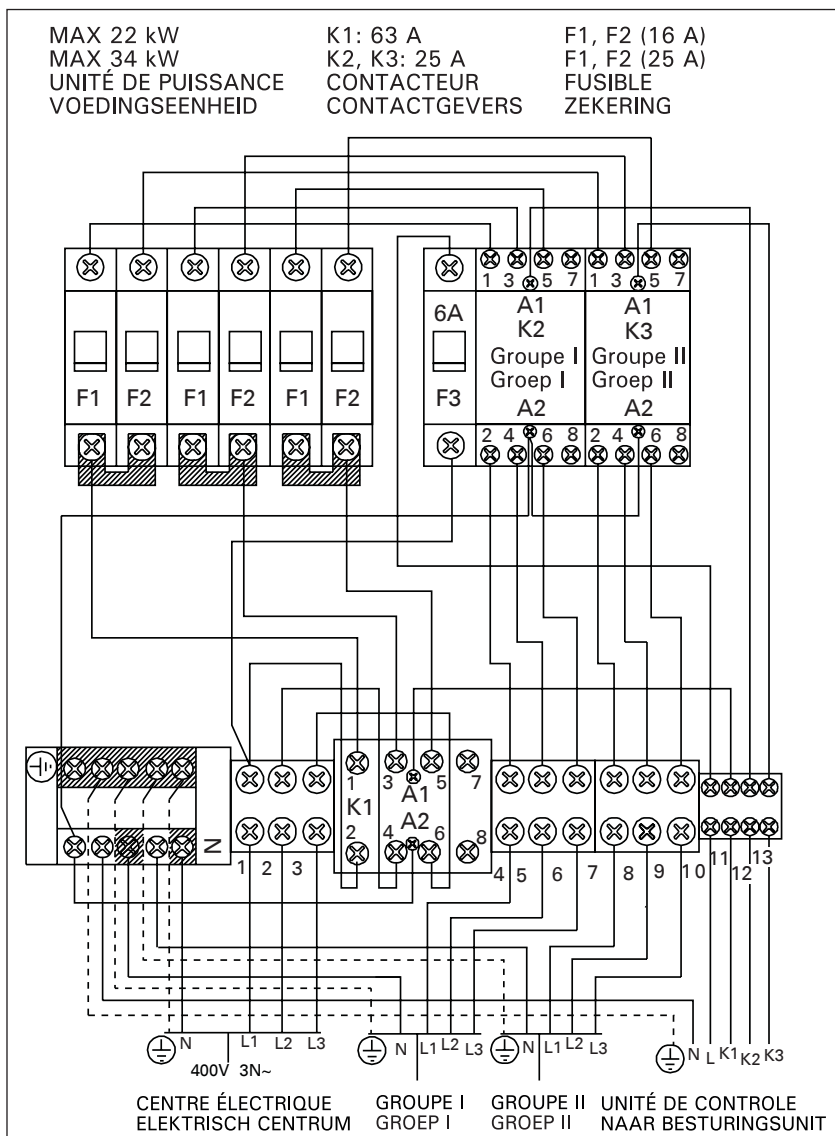 MAX 22 kW K1: 63 A F1, F2 (16 A)
MAX 34 kW K2, K3: 25 A F1, F2 (25 A)
UNITÉ DE PUISSANCE CONTACTEUR FUSIBLE
VOEDINGSEENHEID CONTACTGEVERS ZEKERING
1 3 5 7 1 3 5 7
6A A1 A1
K2 K3
Groupe I Groupe II
F1 F2 F1 F2 F1 F2 F3 Groep I Groep II
A2 A2
2 4 6 8 2 4 6 8
1 3 5 7
K1 A1
A2
2 4 6 8
N
1 2 3 4 5 6 7 8 9 10 11 12 13
N L1 L2 L3 N L1 L2 L3 N L1 L2 L3 N L K1 K2 K3
400V 3N~
CENTRE ÉLECTRIQUE GROUPE I GROUPE II UNITÉ DE CONTROLE
ELEKTRISCH CENTRUM GROEP I GROEP II NAAR BESTURINGSUNIT